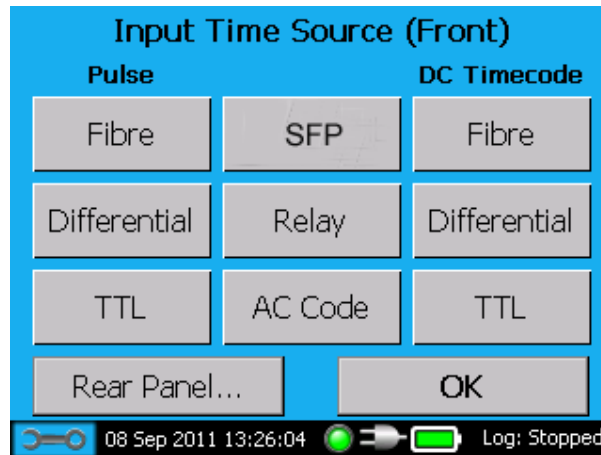 Input Time Source (Front)
Pulse DC Timecode
Fibre SFP Fibre
Differential Relay Differential
TTL AC Code TTL
Rear Panel... OK
08 Sep 2011 13:26:04 Log: Stopped